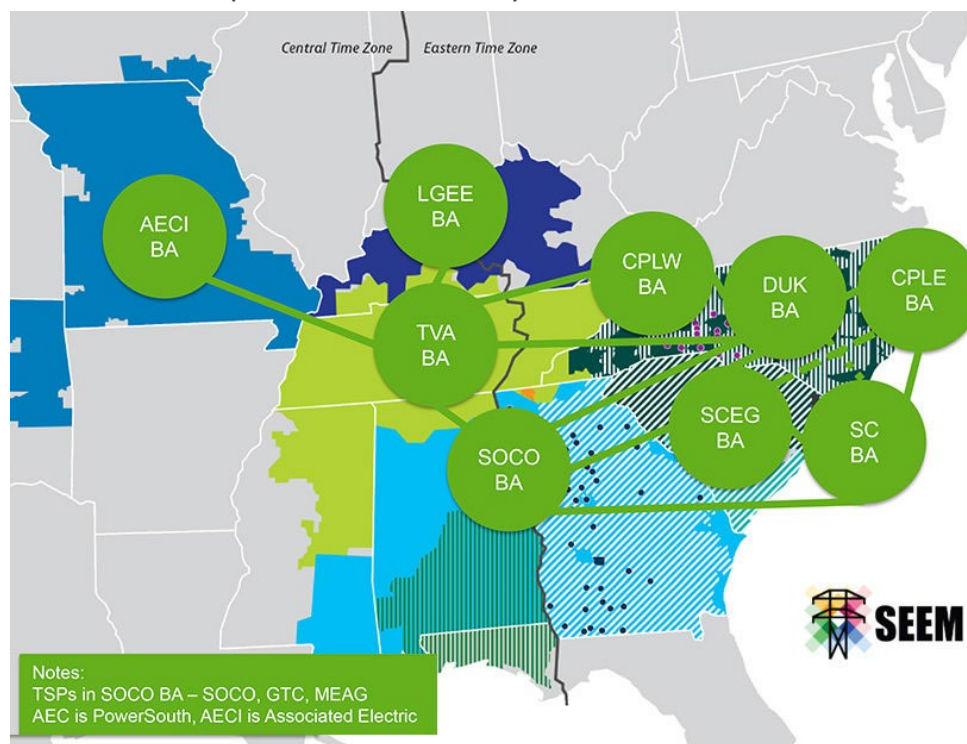 Central Time Zone
Eastern Time Zone
LGEE
BA
AECI
BA
CPLW
BA
DUK
BA
CPLE
BA
TVA
BA
SCEG
BA
SC
BA
SOCO
BA
SEEM
Notes:
TSPs in SOCO BA – SOCO, GTC, MEAG
AEC is PowerSouth, AECI is Associated Electric